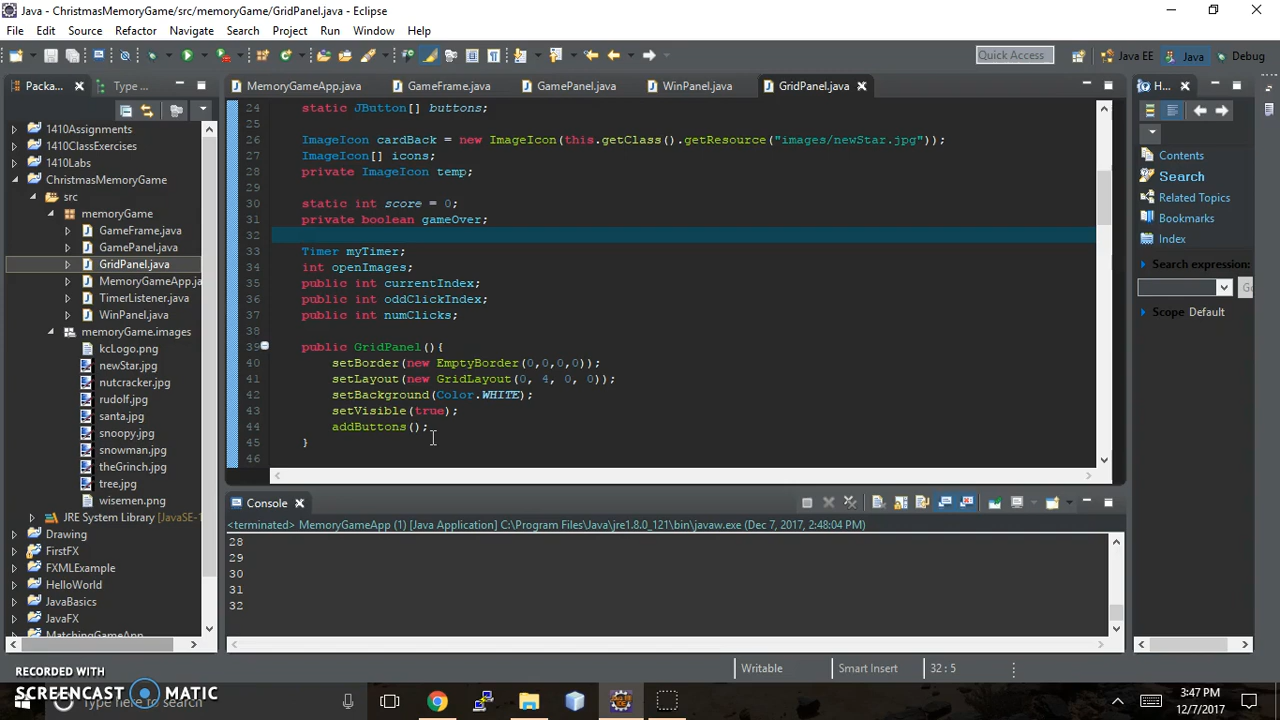 Java - ChristmasMemoryGame/src/memoryGame/GridPanel.java - Eclipse
File Edit Source Refactor Navigate Search Project Run Window Help
Quick Access Java EE Java Debug
Packa... Type ... MemoryGameApp.java GameFrame.java GamePanel.java WinPanel.java GridPanel.java H...
1410Assignments
1410ClassExercises
1410Labs
ChristmasMemoryGame
src
memoryGame
GameFrame.java
GamePanel.java
GridPanel.java
MemoryGameApp.ja
TimerListener.java
WinPanel.java
memoryGame.images
kcLogo.png
newStar.jpg
nutcracker.jpg
rudolf.jpg
santa.jpg
snoopy.jpg
snowman.jpg
theGrinch.jpg
tree.jpg
wisemen.png
JRE System Library [JavaSE-1
Drawing
FirstFX
FXMLExample
HelloWorld
JavaBasics
JavaFX
MatchingGameApp
24 static JButton[] buttons;
25
26 ImageIcon cardBack = new ImageIcon(this.getClass().getResource("images/newStar.jpg"));
27 ImageIcon[] icons;
28 private ImageIcon temp;
29
30 static int score = 0;
31 private boolean gameOver;
32
33 Timer myTimer;
34 int openImages;
35 public int currentIndex;
36 public int oddClickIndex;
37 public int numClicks;
38
39 public GridPanel(){
40 setBorder(new EmptyBorder(0,0,0,0));
41 setLayout(new GridLayout(0, 4, 0, 0));
42 setBackground(Color.WHITE);
43 setVisible(true);
44 addButtons();
45 }
46
Contents
Search
Related Topics
Bookmarks
Index
Search expression:
Go
Scope Default
Console
<terminated> MemoryGameApp (1) [Java Application] C:\Program Files\Java\jre1.8.0_121\bin\javaw.exe (Dec 7, 2017, 2:48:04 PM)
28
29
30
31
32
Writable Smart Insert 32 : 5
RECORDED WITH
SCREENCAST MATIC
Type here to search
3:47 PM
12/7/2017